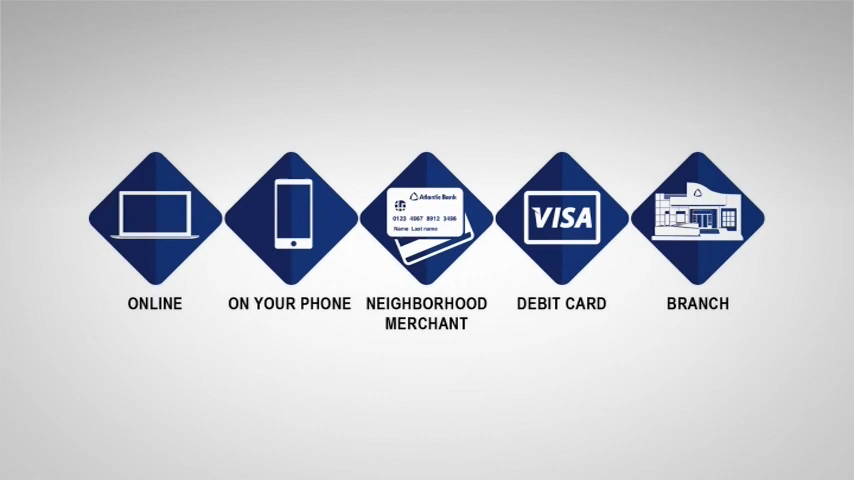 Atlantic Bank
0123 4567 8912 3456
Name Last name
VISA
ONLINE
ON YOUR PHONE
NEIGHBORHOOD
MERCHANT
DEBIT CARD
BRANCH